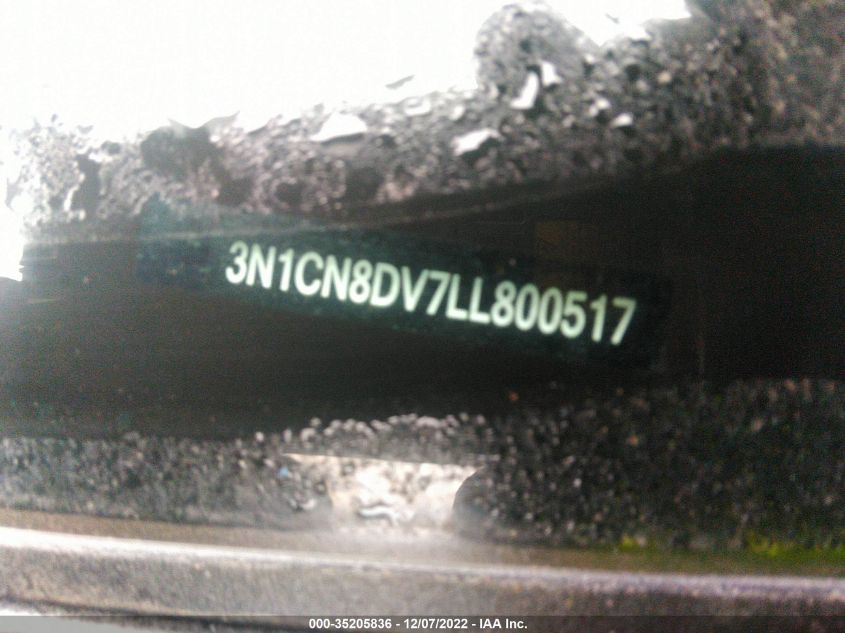 3N1CN8DV7LL800517
000-35205836 - 12/07/2022 - IAA Inc.